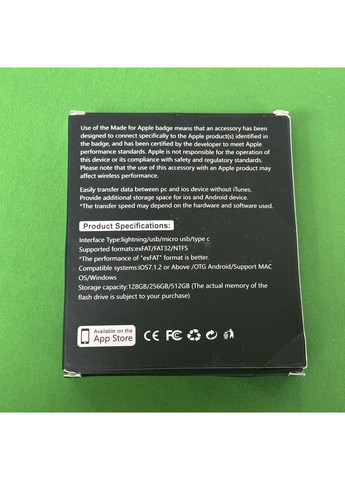 Use of the Made for Apple badge means that an accessory has been
designed to connect specifically to the Apple product(s) identified
in the badge, and has been certified by the developer to meet Apple
performance standards. Apple is not responsible for the operation of
this device or its compliance with safety and regulatory standards.
Please note that the use of this accessory with an Apple product may
affect wireless performance.
Easily transfer data between pc and ios device without iTunes.
Provide additional storage space for ios and Android device.
*The transfer speed may depend on the hardware and software used.
Product Specifications:
Interface Type:lightning/usb/micro usb/type c
Supported formats:exFAT/FAT32/NTFS
*The performance of "exFAT" format is better
Compatible systems:iOS7.1.2 or Above /OTG Android/Support MAC
OS/Windows
Storage capacity:128GB/256GB/512GB (The actual memory of the
flash drive is subject to your purchase)
Available on the
App Store
CE FC